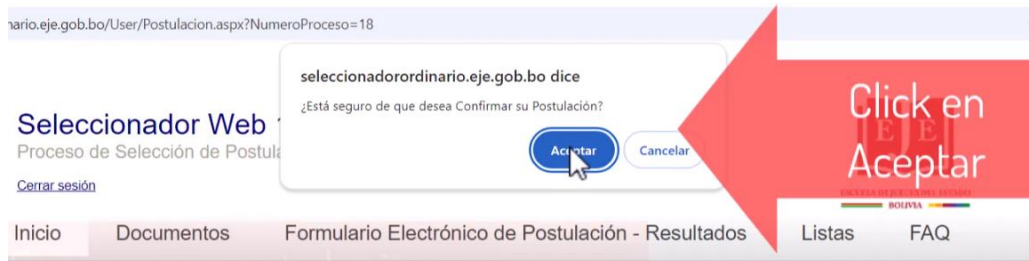 nario.eje.gob.bo/User/Postulacion.aspx?NumeroProceso=18
seleccionadorordinario.eje.gob.bo dice
¿Está seguro de que desea Confirmar su Postulación?
Aceptar
Cancelar
Click en
Aceptar
Seleccionador Web
Proceso de Selección de Postula
Cerrar sesión
EJE
ESCUELA DE JUECES DEL ESTADO
BOLIVIA
Inicio
Documentos
Formulario Electrónico de Postulación - Resultados
Listas
FAQ